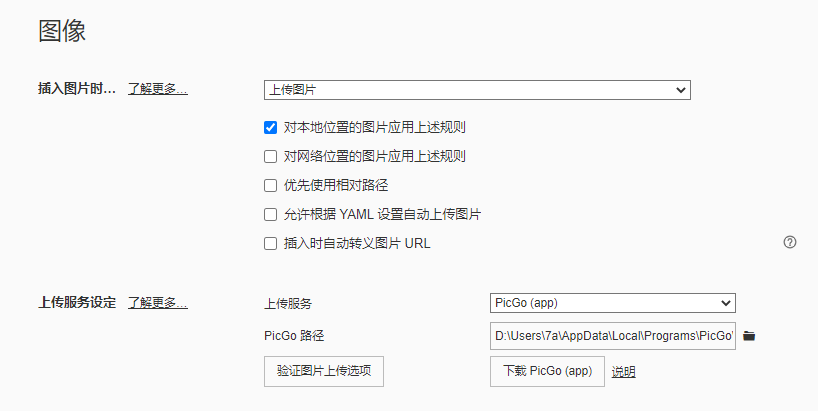 图像
插入图片时... 了解更多... 上传图片
对本地位置的图片应用上述规则
对网络位置的图片应用上述规则
优先使用相对路径
允许根据 YAML 设置自动上传图片
插入时自动转义图片 URL
上传服务设定 了解更多... 上传服务 PicGo (app)
PicGo 路径 D:\Users\7a\AppData\Local\Programs\PicGo\
验证图片上传选项 下载 PicGo (app) 说明